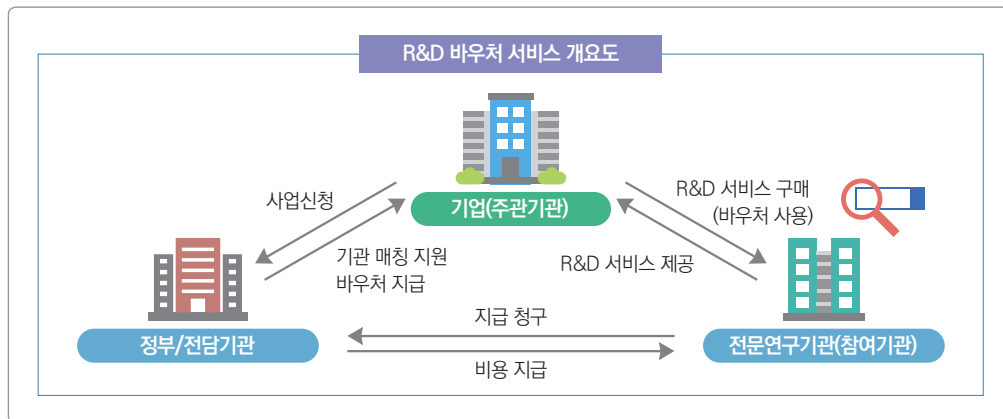 R&D 바우처 서비스 개요도
기업(주관기관)
사업신청
기관 매칭 지원
바우처 지급
R&D 서비스 구매
(바우처 사용)
R&D 서비스 제공
정부/전담기관
지급 청구
비용 지급
전문연구기관(참여기관)